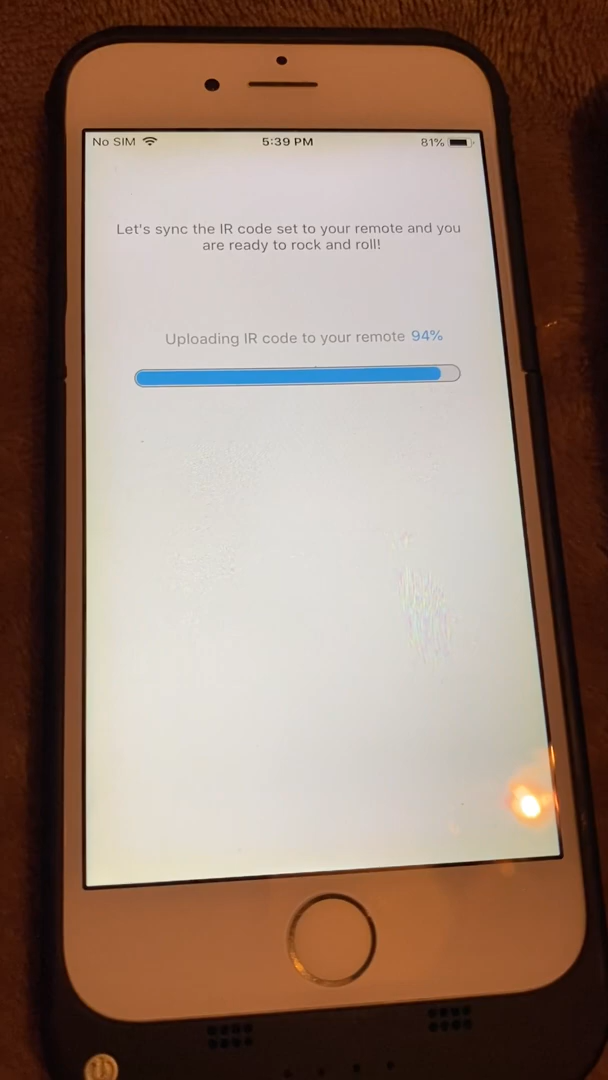 No SIM 5:39 PM 81%
Let's sync the IR code set to your remote and you
are ready to rock and roll!
Uploading IR code to your remote 94%